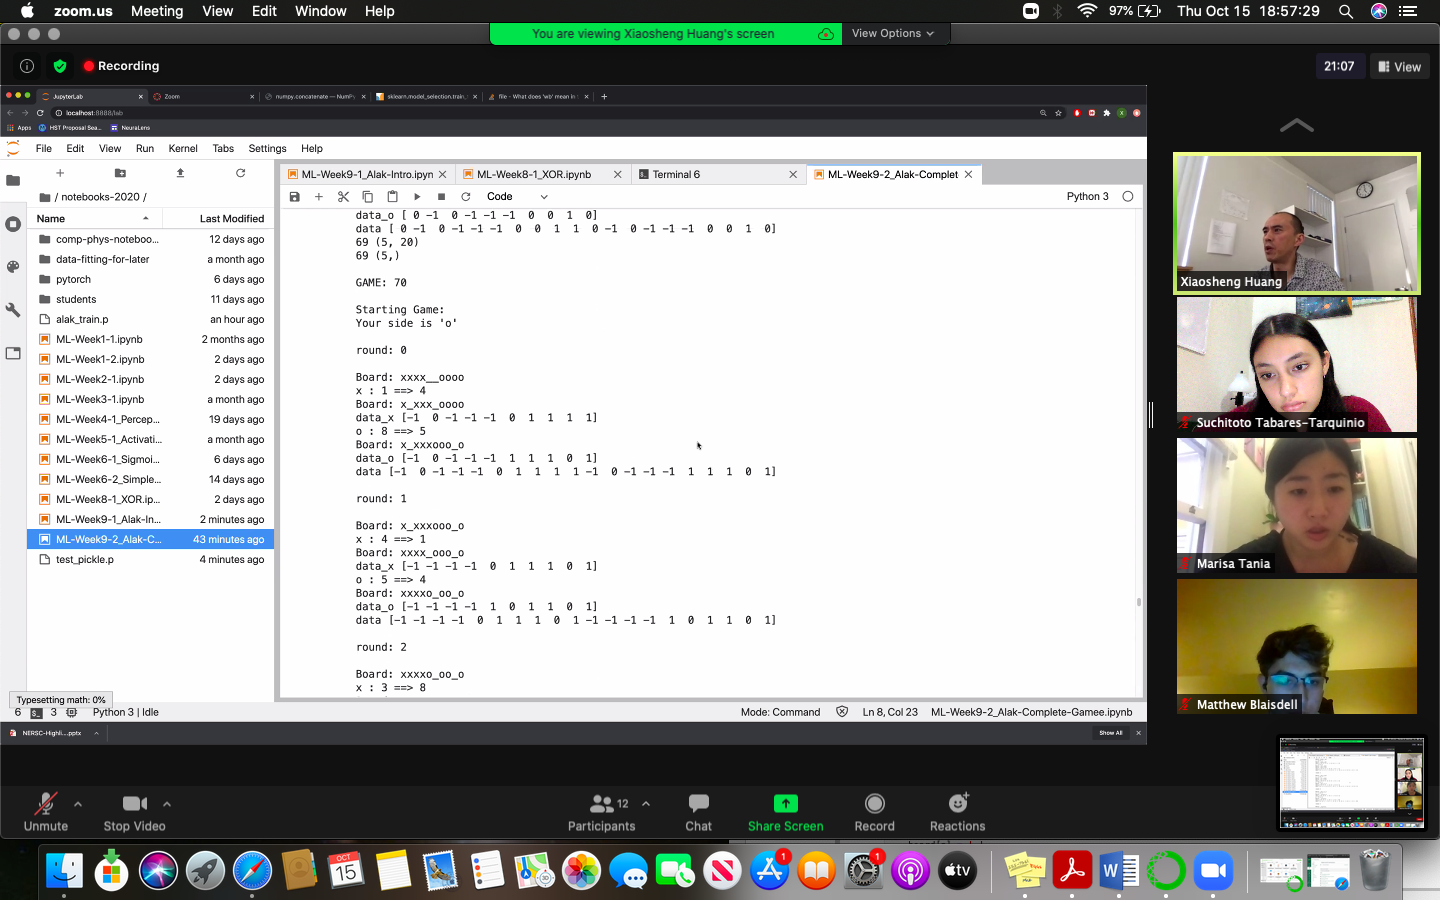 zoom.us Meeting View Edit Window Help 97% Thu Oct 15 18:57:29
You are viewing Xiaosheng Huang's screen View Options
Recording 21:07 View
JupyterLab Zoom numpy.concatenate — NumP sklearn.model_selection.train_ file - What does 'wb' mean in
localhost:8888/lab
Apps HST Proposal Sea... NeuraLens
File Edit View Run Kernel Tabs Settings Help
ML-Week9-1_Alak-Intro.ipyn ML-Week8-1_XOR.ipynb Terminal 6 ML-Week9-2_Alak-Complet
/ notebooks-2020 /
Code Python 3
Name Last Modified
comp-phys-noteboo... 12 days ago
data-fitting-for-later a month ago
pytorch 6 days ago
students 11 days ago
alak_train.p an hour ago
ML-Week1-1.ipynb 2 months ago
ML-Week1-2.ipynb 2 days ago
ML-Week2-1.ipynb 2 days ago
ML-Week3-1.ipynb a month ago
ML-Week4-1_Percep... 19 days ago
ML-Week5-1_Activati... a month ago
ML-Week6-1_Sigmoi... 6 days ago
ML-Week6-2_Simple... 14 days ago
ML-Week8-1_XOR.ip... 2 days ago
ML-Week9-1_Alak-In... 2 minutes ago
ML-Week9-2_Alak-C... 43 minutes ago
test_pickle.p 4 minutes ago
data_o [ 0 -1 0 -1 -1 -1 0 0 1 0]
data [ 0 -1 0 -1 -1 -1 0 0 1 1 0 -1 0 -1 -1 -1 0 0 1 0]
69 (5, 20)
69 (5,)
GAME: 70
Starting Game:
Your side is 'o'
round: 0
Board: xxxx__oooo
x : 1 ==> 4
Board: x_xxx_oooo
data_x [-1 0 -1 -1 -1 0 1 1 1 1]
o : 8 ==> 5
Board: x_xxxooo_o
data_o [-1 0 -1 -1 -1 1 1 1 0 1]
data [-1 0 -1 -1 -1 0 1 1 1 1 -1 0 -1 -1 -1 1 1 1 0 1]
round: 1
Board: x_xxxooo_o
x : 4 ==> 1
Board: xxxx_ooo_o
data_x [-1 -1 -1 -1 0 1 1 1 0 1]
o : 5 ==> 4
Board: xxxxo_oo_o
data_o [-1 -1 -1 -1 1 0 1 1 0 1]
data [-1 -1 -1 -1 0 1 1 1 0 1 -1 -1 -1 -1 1 0 1 1 0 1]
round: 2
Board: xxxxo_oo_o
x : 3 ==> 8
Typesetting math: 0%
6 3 Python 3 | Idle Mode: Command Ln 8, Col 23 ML-Week9-2_Alak-Complete-Gamee.ipynb
NERSC-Highli....pptx Show All
Xiaosheng Huang
Suchitoto Tabares-Tarquinio
Marisa Tania
Matthew Blaisdell
Unmute Stop Video Participants 12 Chat Share Screen Record Reactions
OCT
15
1
1
tv